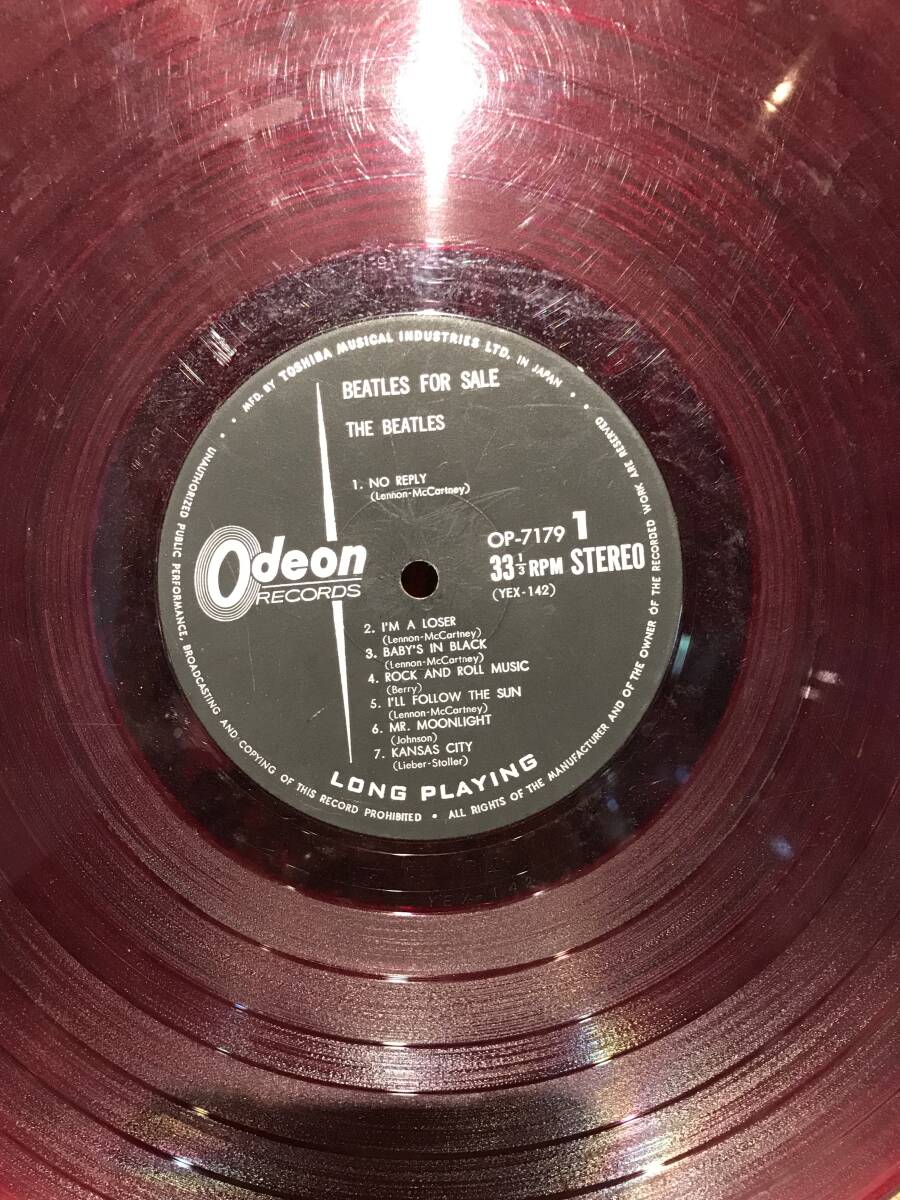 MFD. BY TOSHIBA MUSICAL INDUSTRIES LTD. IN JAPAN
BEATLES FOR SALE
THE BEATLES
1. NO REPLY
(Lennon-McCartney)
OP-7179 1
33 1/3 RPM STEREO
(YEX-142)
Odeon
RECORDS
2. I'M A LOSER
(Lennon-McCartney)
3. BABY'S IN BLACK
(Lennon-McCartney)
4. ROCK AND ROLL MUSIC
(Berry)
5. I'LL FOLLOW THE SUN
(Lennon-McCartney)
6. MR. MOONLIGHT
(Johnson)
7. KANSAS CITY
(Lieber-Stoller)
LONG PLAYING
UNAUTHORIZED PUBLIC PERFORMANCE, BROADCASTING AND COPYING OF THIS RECORD PROHIBITED • ALL RIGHTS OF THE MANUFACTURER AND OF THE OWNER OF THE RECORDED WORK ARE RESERVED